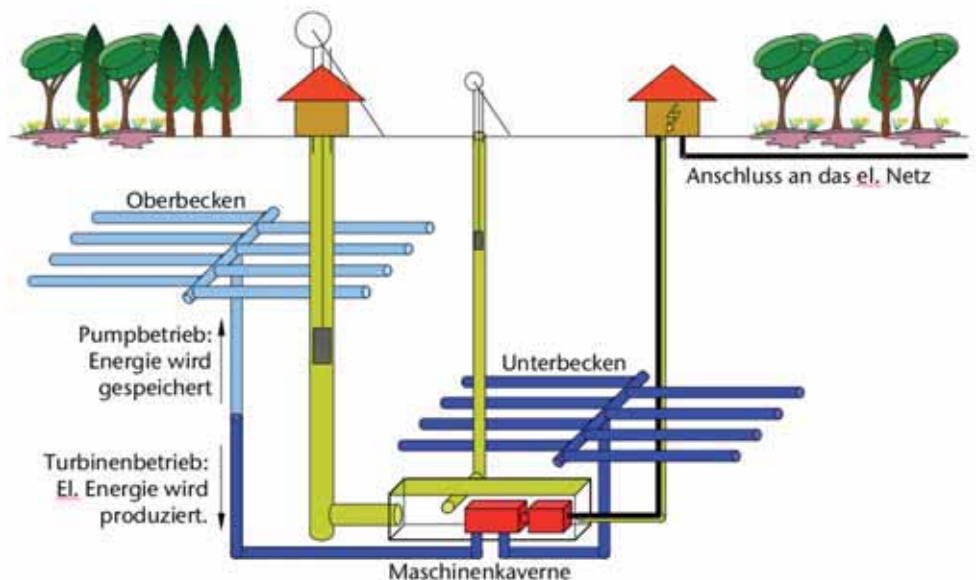 Anschluss an das el. Netz
Oberbecken
Pumpbetrieb:
Energie wird
gespeichert
Unterbecken
Turbinenbetrieb:
El. Energie wird
produziert.
Maschinenkaverne